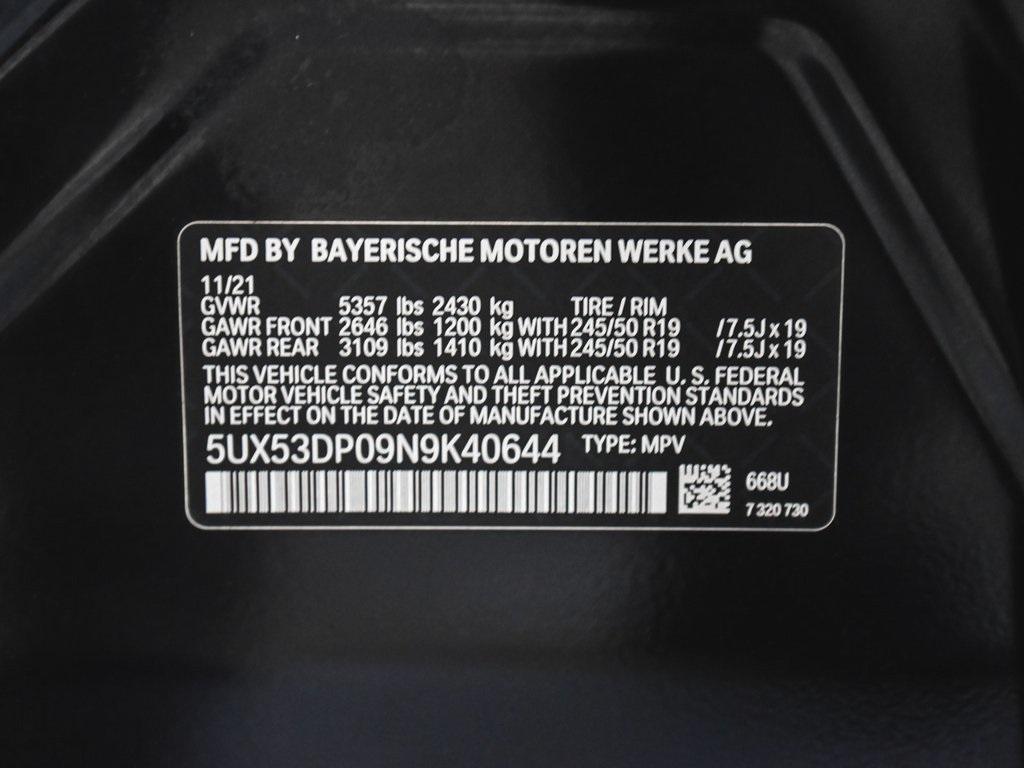 MFD BY BAYERISCHE MOTOREN WERKE AG
11/21
GVWR 5357 lbs 2430 kg TIRE / RIM
GAWR FRONT 2646 lbs 1200 kg WITH 245/50 R19 /7.5J x 19
GAWR REAR 3109 lbs 1410 kg WITH 245/50 R19 /7.5J x 19
THIS VEHICLE CONFORMS TO ALL APPLICABLE U. S. FEDERAL
MOTOR VEHICLE SAFETY AND THEFT PREVENTION STANDARDS
IN EFFECT ON THE DATE OF MANUFACTURE SHOWN ABOVE.
5UX53DP09N9K40644 TYPE: MPV
668U
7 320 730